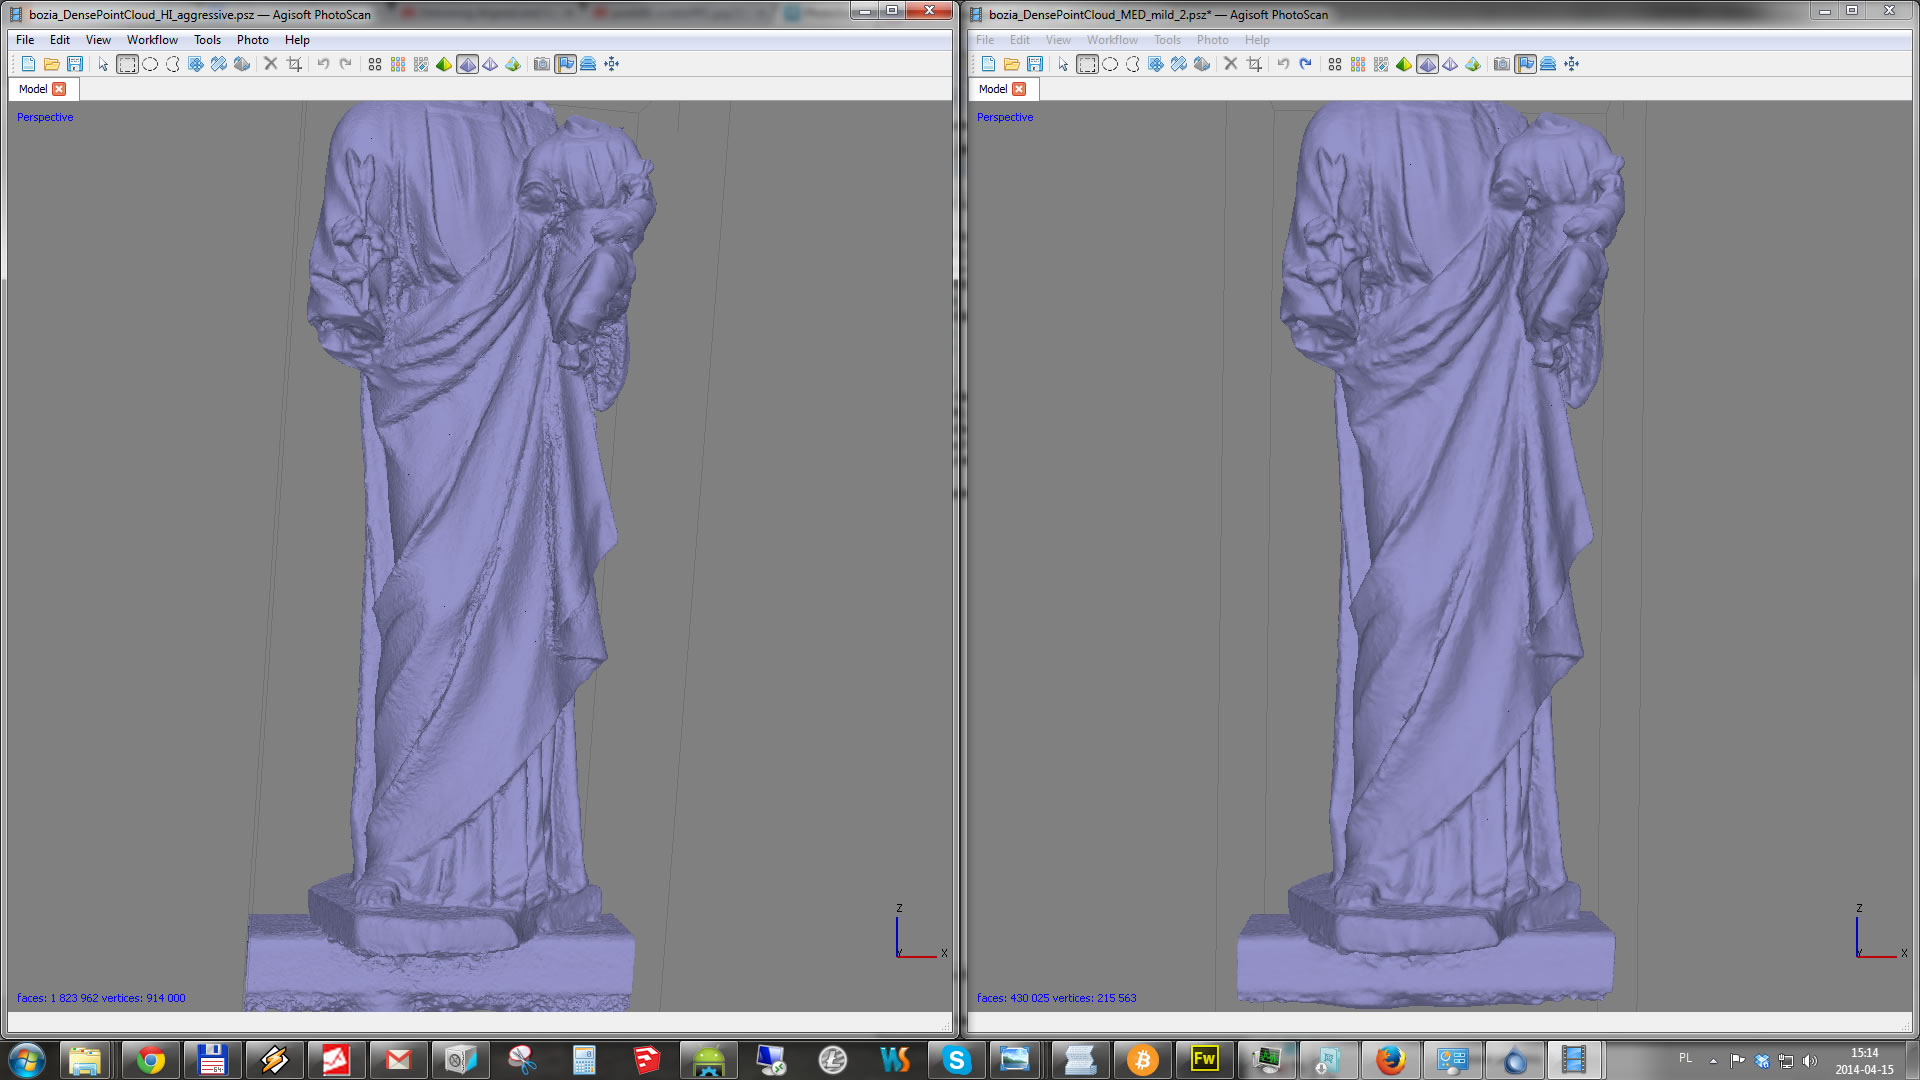 bozia_DensePointCloud_HI_aggressive.psz — Agisoft PhotoScan
File Edit View Workflow Tools Photo Help
Model
Perspective
Z
Y X
faces: 1 823 962 vertices: 914 000
bozia_DensePointCloud_MED_mild_2.psz* — Agisoft PhotoScan
File Edit View Workflow Tools Photo Help
Model
Perspective
Z
Y X
faces: 430 025 vertices: 215 563
64
WS
S
Fw
PL
15:14
2014-04-15